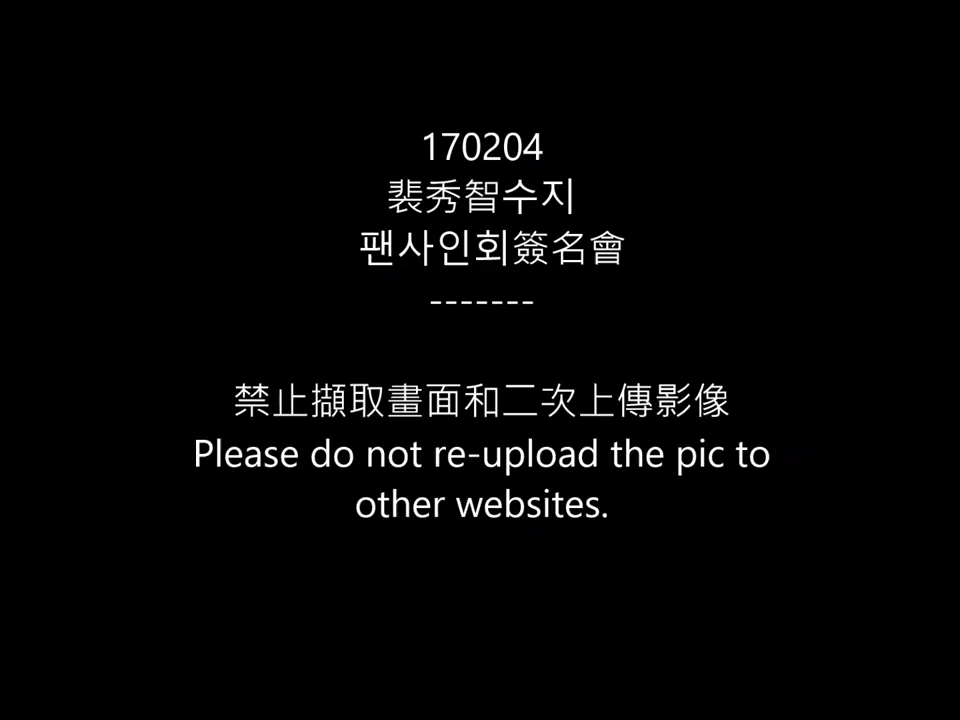 170204
裴秀智수지
팬사인회簽名會
-------
禁止擷取畫面和二次上傳影像
Please do not re-upload the pic to
other websites.